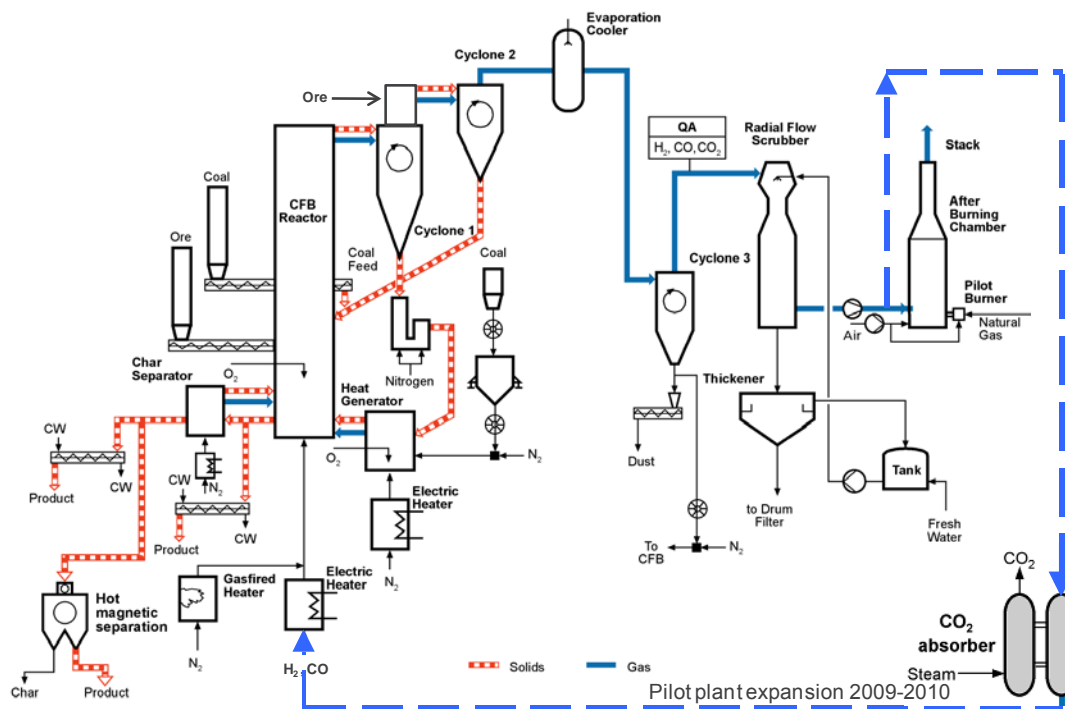 Evaporation
Cooler
Cyclone 2
Ore
QA
H2, CO, CO2
Radial Flow
Scrubber
Stack
Coal
CFB
Reactor
After
Burning
Chamber
Ore
Cyclone 1
Coal
Feed
Coal
Cyclone 3
Pilot
Burner
Air
Natural
Gas
Char
Separator
O2
Nitrogen
Heat
Generator
Thickener
CW
O2
N2
Dust
Tank
Product
CW
CW
N2
Electric
Heater
to Drum
Filter
Fresh
Water
Product
CW
To
CFB
N2
N2
CO2
Gasfired
Heater
Electric
Heater
Hot
magnetic
separation
CO2
absorber
N2
H2, CO
Solids
Gas
Steam
Char
Product
Pilot plant expansion 2009-2010